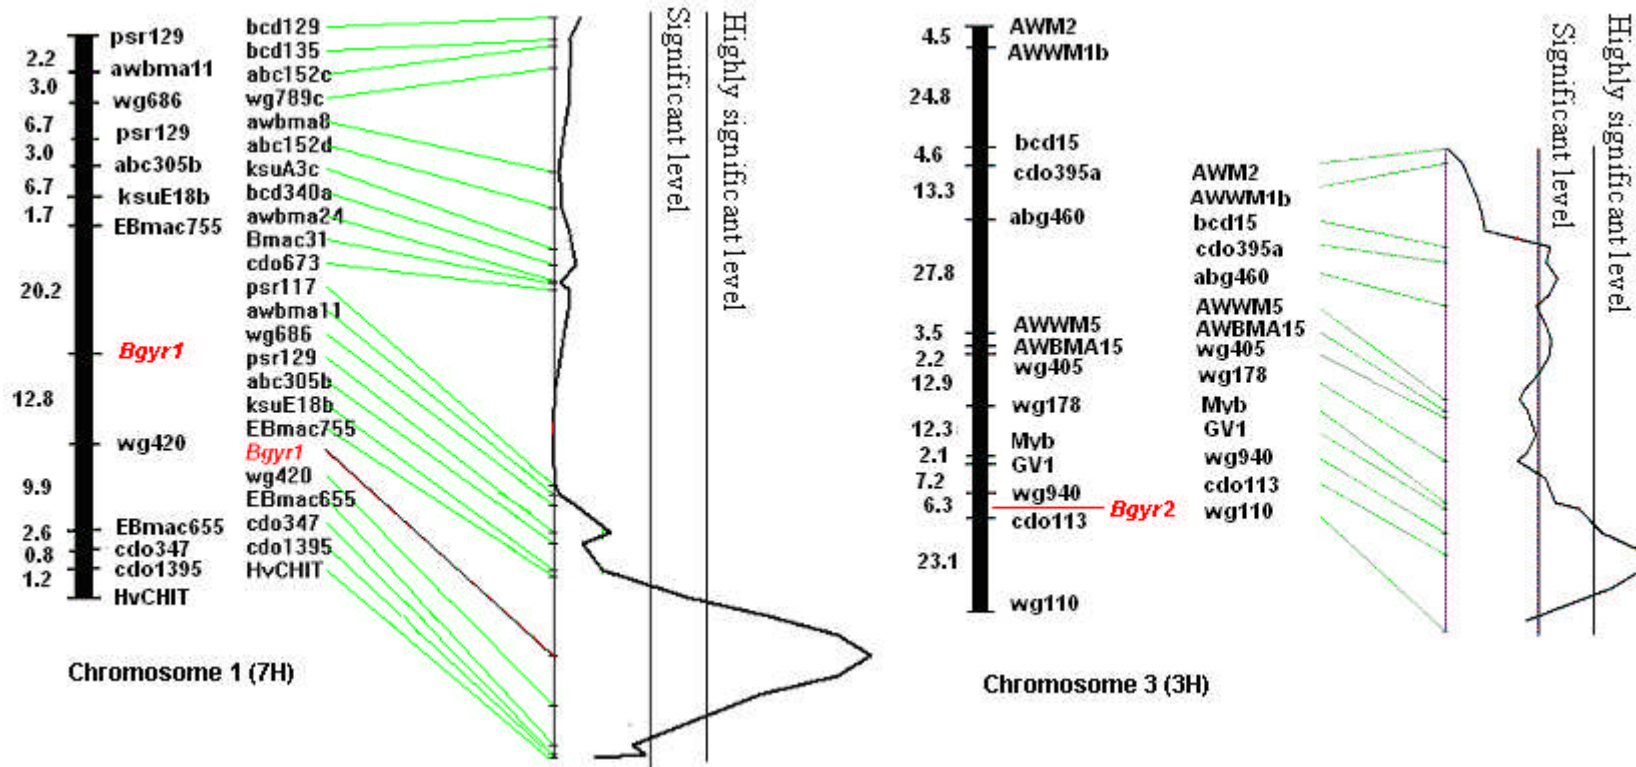 psr129
2.2
awbma11
3.0
wg686
6.7
psr129
3.0
abc305b
6.7
ksuE18b
1.7
EBmac755
20.2
Bgyr1
12.8
wg420
9.9
EBmac655
2.6
cdo347
0.8
cdo1395
1.2
HvCHIT
Chromosome 1 (7H)
bcd129
bcd135
abc152c
wg789c
awbma8
abc152d
ksuA3c
bcd340a
awbma24
Bmac31
cdo673
psr117
awbma11
wg686
psr129
abc305b
ksuE18b
EBmac755
Bgyr1
wg420
EBmac655
cdo347
cdo1395
HvCHIT
Significant level
Highly significant level
AWM2
4.5
AWWM1b
24.8
bcd15
4.6
cdo395a
13.3
abg460
27.8
AWWM5
3.5
AWBMA15
2.2
wg405
12.9
wg178
12.3
Myb
2.1
GV1
7.2
wg940
6.3
Bgyr2
cdo113
23.1
wg110
Chromosome 3 (3H)
AWM2
AWWM1b
bcd15
cdo395a
abg460
AWWM5
AWBMA15
wg405
wg178
Myb
GV1
wg940
cdo113
wg110
Significant level
Highly significant level